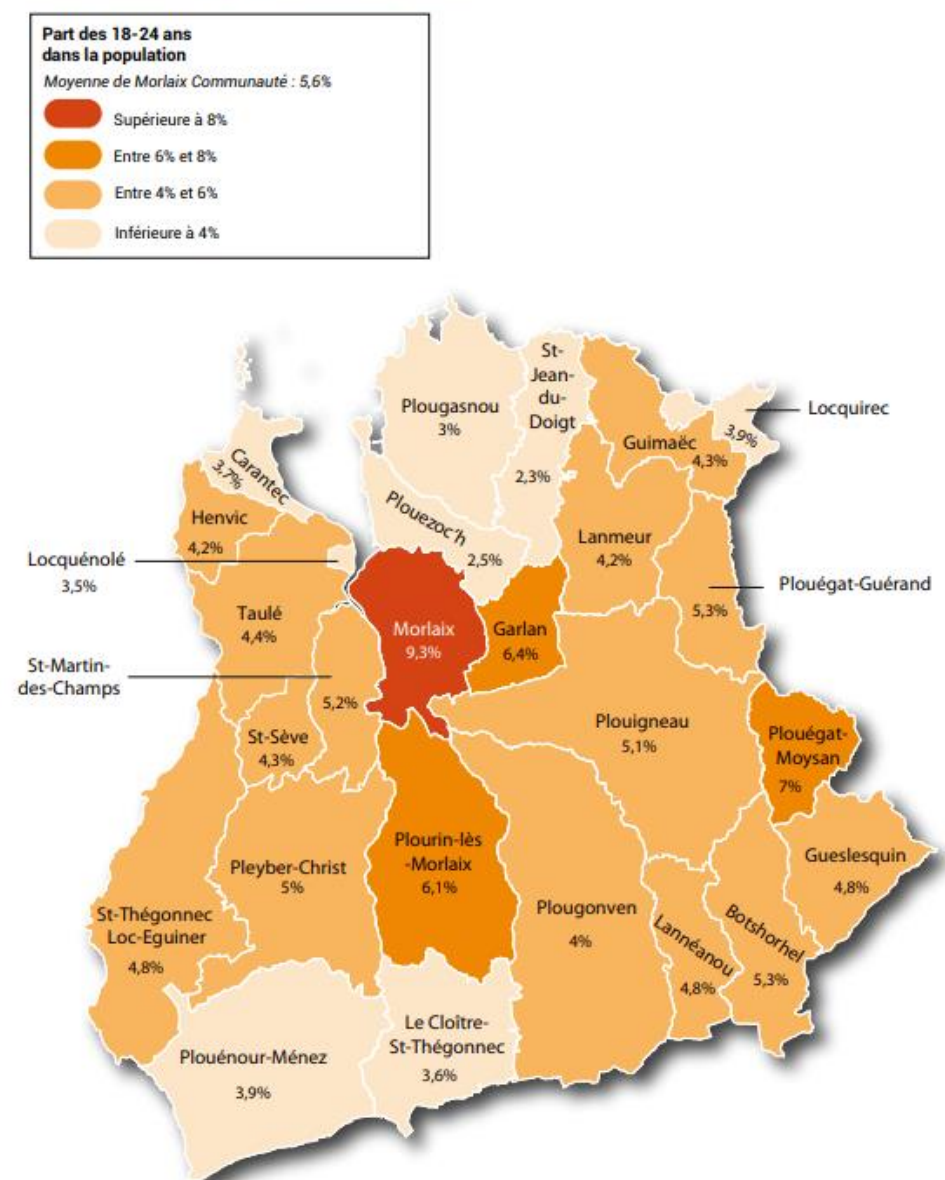 Part des 18-24 ans
dans la population
Moyenne de Morlaix Communauté : 5,6%
Supérieure à 8%
Entre 6% et 8%
Entre 4% et 6%
Inférieure à 4%
St-
Jean-
du-
Doigt
2,3%
Plougasnou
3%
Locquirec
3,9%
Guimaëc
4,3%
Carantec
3,7%
Plouezoc'h
2,5%
Henvic
4,2%
Lanmeur
4,2%
Locquénolé
3,5%
Plouégat-Guérand
5,3%
Taulé
4,4%
Morlaix
9,3%
Garlan
6,4%
St-Martin-
des-Champs
5,2%
St-Sève
4,3%
Plouigneau
5,1%
Plouégat-
Moysan
7%
Plourin-lès
-Morlaix
6,1%
Pleyber-Christ
5%
Gueslesquin
4,8%
Plougonven
4%
St-Thégonnec
Loc-Eguiner
4,8%
Lannéanou
4,8%
Botshorhel
5,3%
Le Cloître-
St-Thégonnec
3,6%
Plouénour-Ménez
3,9%